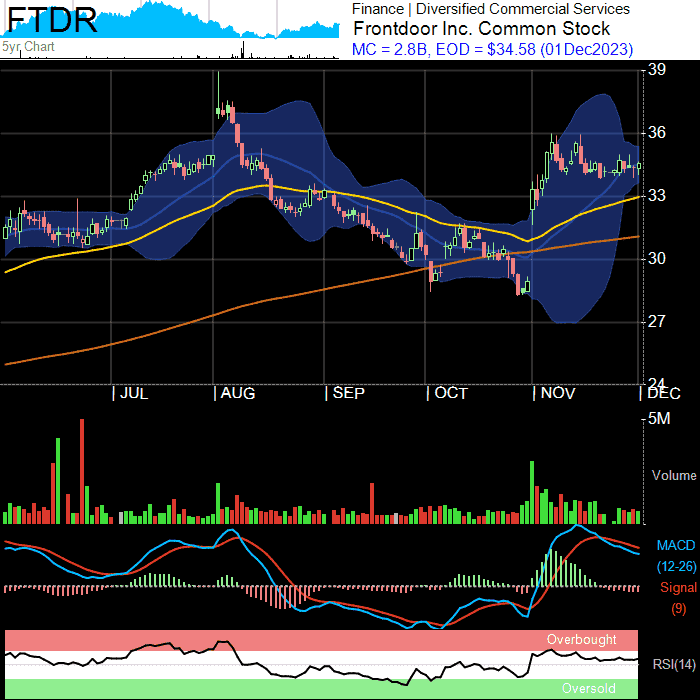 FTDR
5yr Chart
Finance | Diversified Commercial Services
Frontdoor Inc. Common Stock
MC = 2.8B, EOD = $34.58 (01Dec2023)
39
36
33
30
27
24
| JUL | AUG | SEP | OCT | NOV | DEC
5M
Volume
MACD
(12-26)
Signal
(9)
Overbought
RSI(14)
Oversold